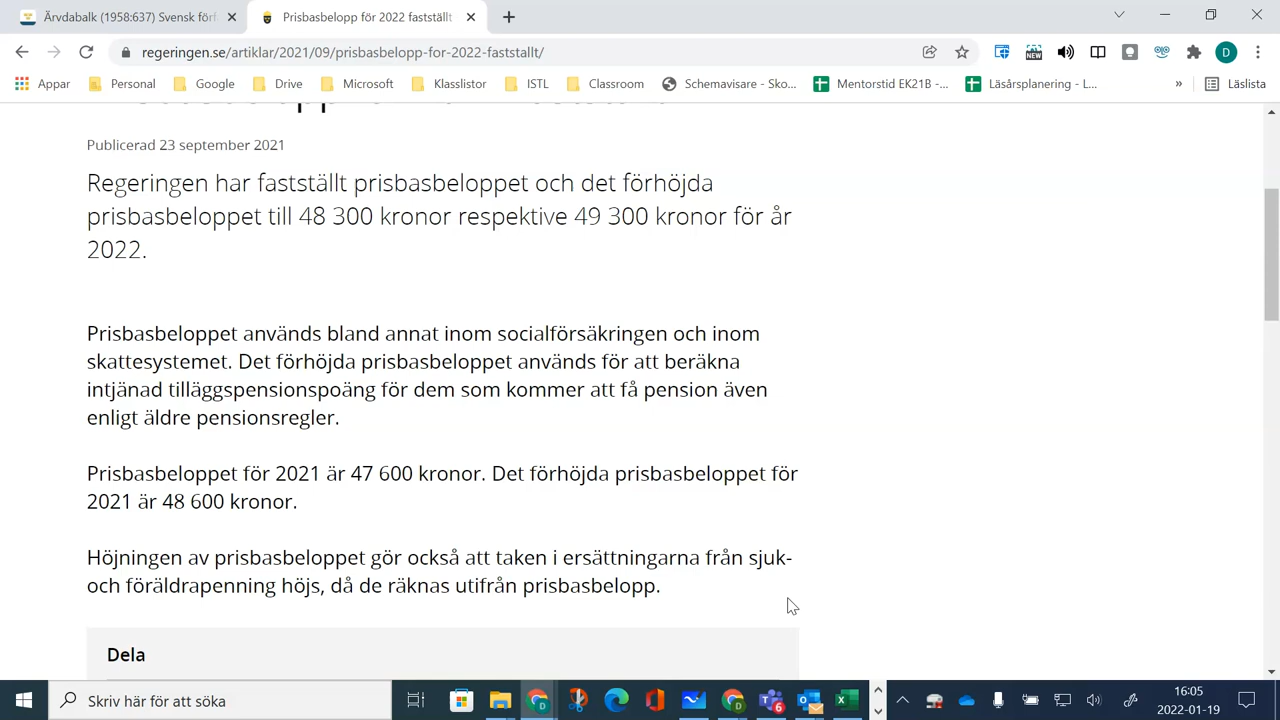 Ärvdabalk (1958:637) Svensk förf
Prisbasbelopp för 2022 fastställt
regeringen.se/artiklar/2021/09/prisbasbelopp-for-2022-faststallt/
NEW
D
Appar
Personal
Google
Drive
Microsoft
Klasslistor
ISTL
Classroom
Schemavisare - Sko...
Mentorstid EK21B -...
Läsårsplanering - L...
»
Läslista
Publicerad 23 september 2021
Regeringen har fastställt prisbasbeloppet och det förhöjda
prisbasbeloppet till 48 300 kronor respektive 49 300 kronor för år
2022.
Prisbasbeloppet används bland annat inom socialförsäkringen och inom
skattesystemet. Det förhöjda prisbasbeloppet används för att beräkna
intjänad tilläggspensionspoäng för dem som kommer att få pension även
enligt äldre pensionsregler.
Prisbasbeloppet för 2021 är 47 600 kronor. Det förhöjda prisbasbeloppet för
2021 är 48 600 kronor.
Höjningen av prisbasbeloppet gör också att taken i ersättningarna från sjuk-
och föräldrapenning höjs, då de räknas utifrån prisbasbelopp.
Dela
Skriv här för att söka
16:05
2022-01-19